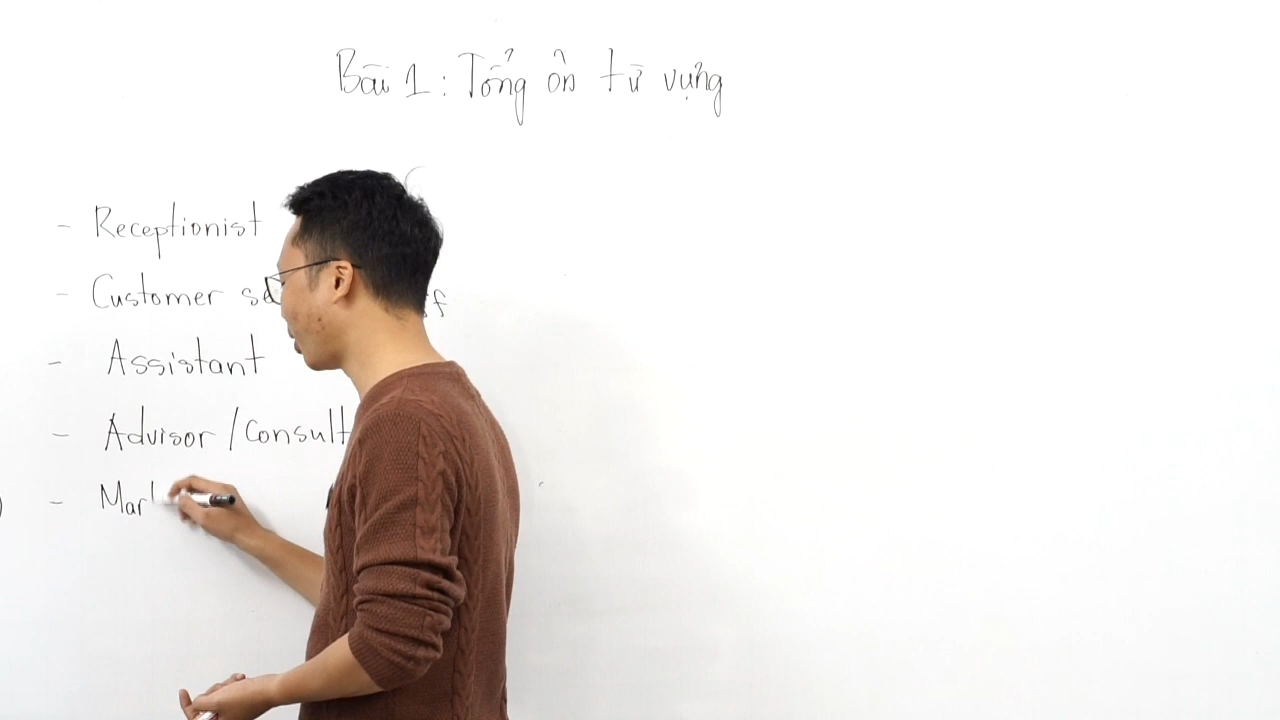 Bài 1: Tổng ôn từ vựng
- Receptionist
- Customer
- Assistant
- Advisor / Consult
- Mar